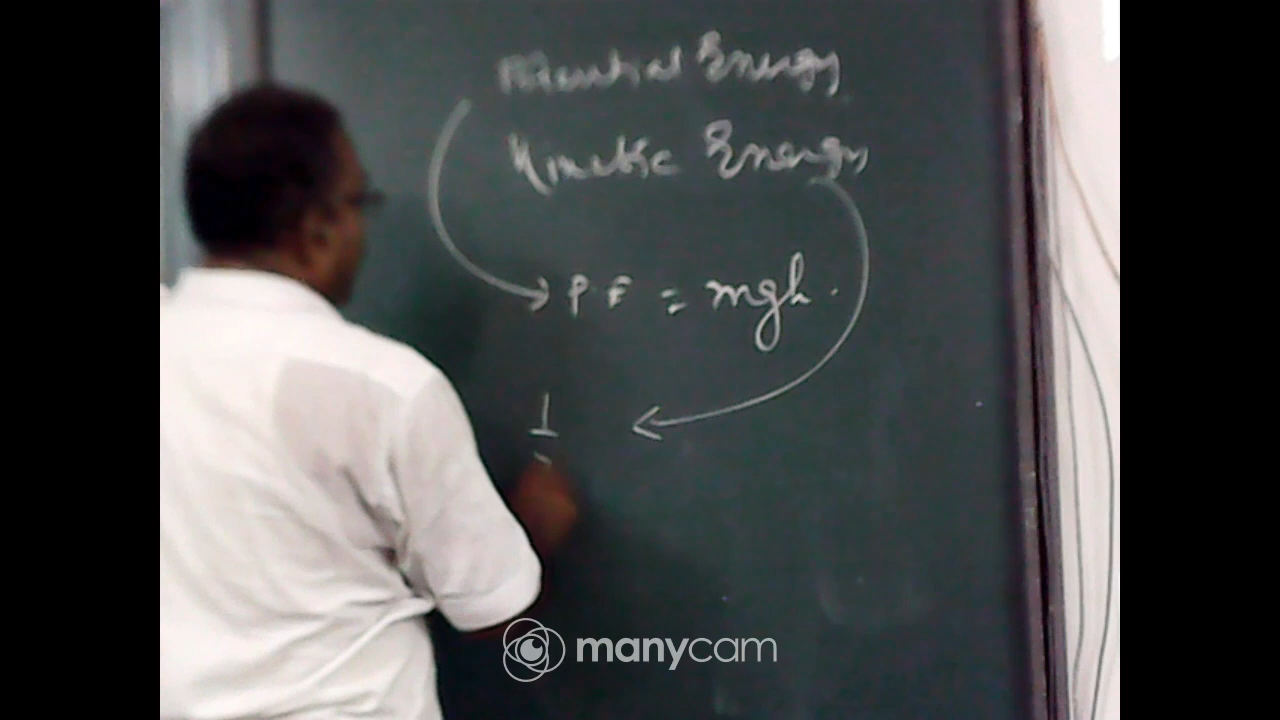 Potential Energy
Kinetic Energy
P E = mgh.
1
manycam